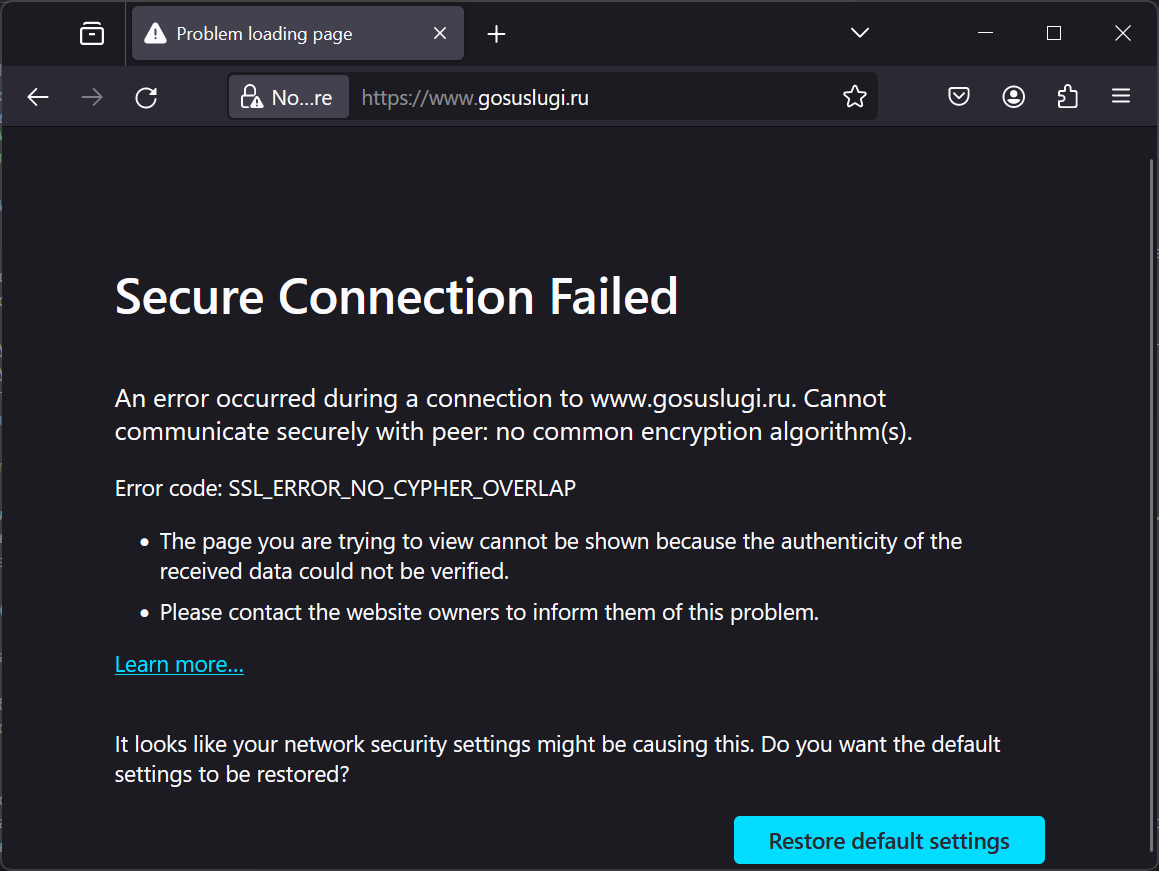 Problem loading page
No...re
https://www.gosuslugi.ru
Secure Connection Failed
An error occurred during a connection to www.gosuslugi.ru. Cannot
communicate securely with peer: no common encryption algorithm(s).
Error code: SSL_ERROR_NO_CYPHER_OVERLAP
• The page you are trying to view cannot be shown because the authenticity of the
received data could not be verified.
• Please contact the website owners to inform them of this problem.
Learn more...
It looks like your network security settings might be causing this. Do you want the default
settings to be restored?
Restore default settings